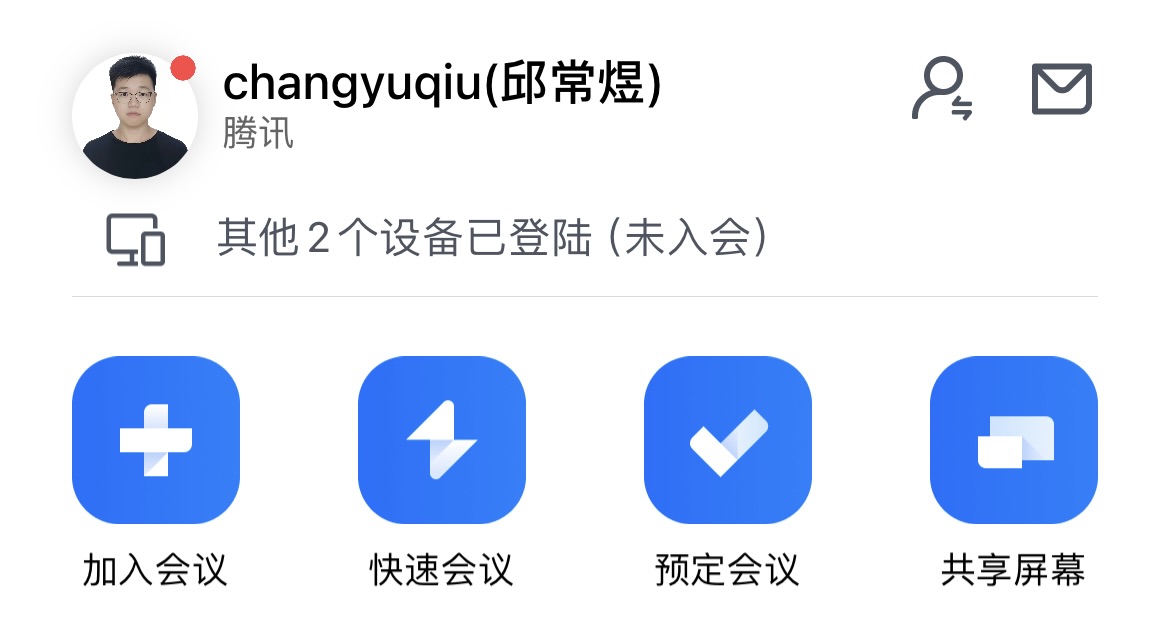 changyuqiu(邱常煜)
腾讯
其他2个设备已登陆（未入会）
加入会议
快速会议
预定会议
共享屏幕